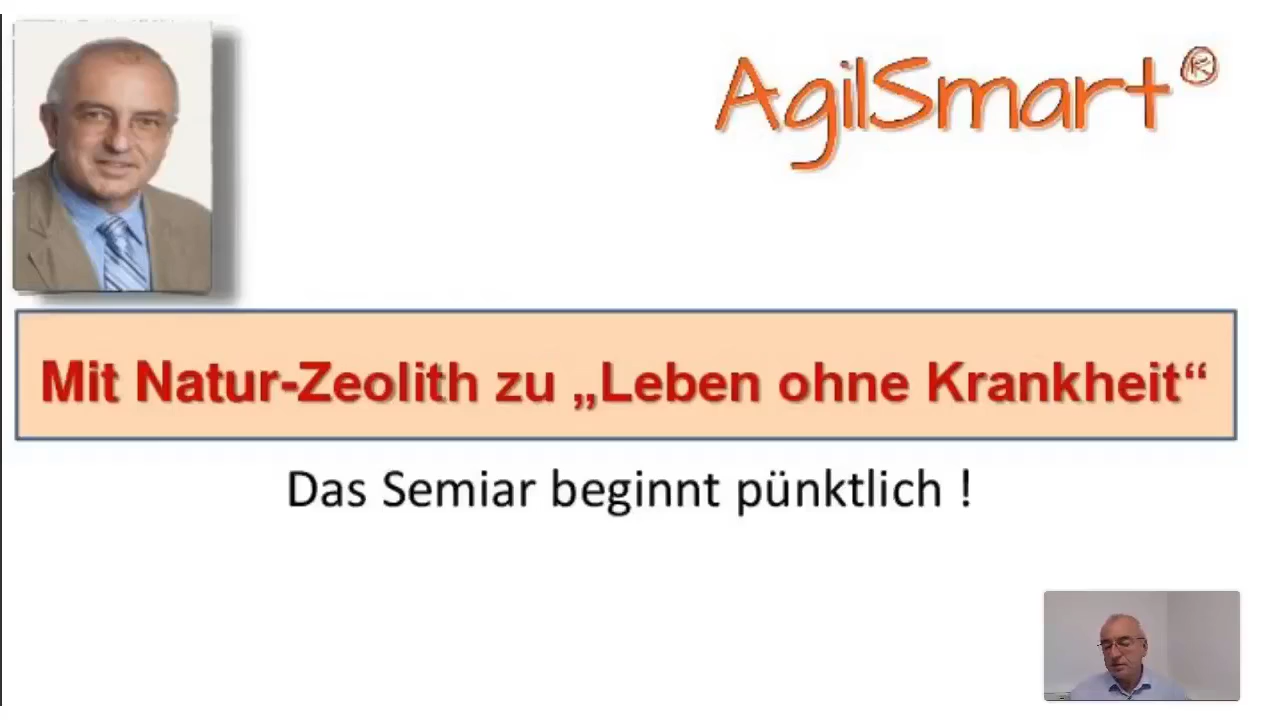 AgilSmart®
Mit Natur-Zeolith zu „Leben ohne Krankheit“
Das Semiar beginnt pünktlich !